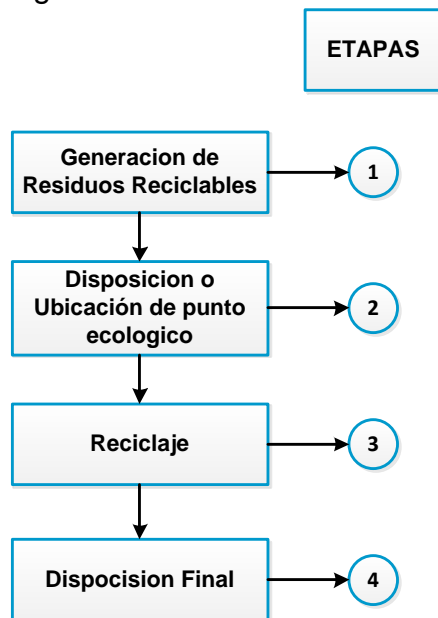 ETAPAS
Generacion de
Residuos Reciclables
1
Disposicion o
Ubicación de punto
ecologico
2
Reciclaje
3
Dispocision Final
4